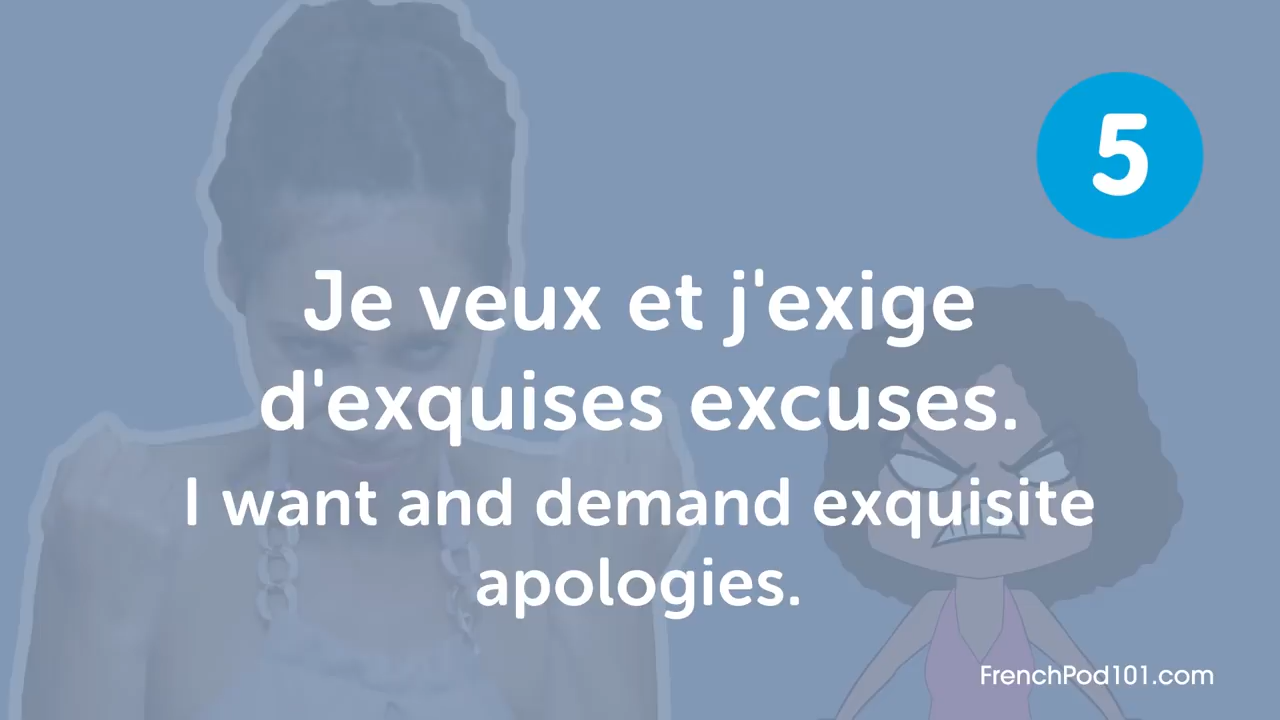 5
Je veux et j'exige
d'exquises excuses.
I want and demand exquisite
apologies.
FrenchPod101.com